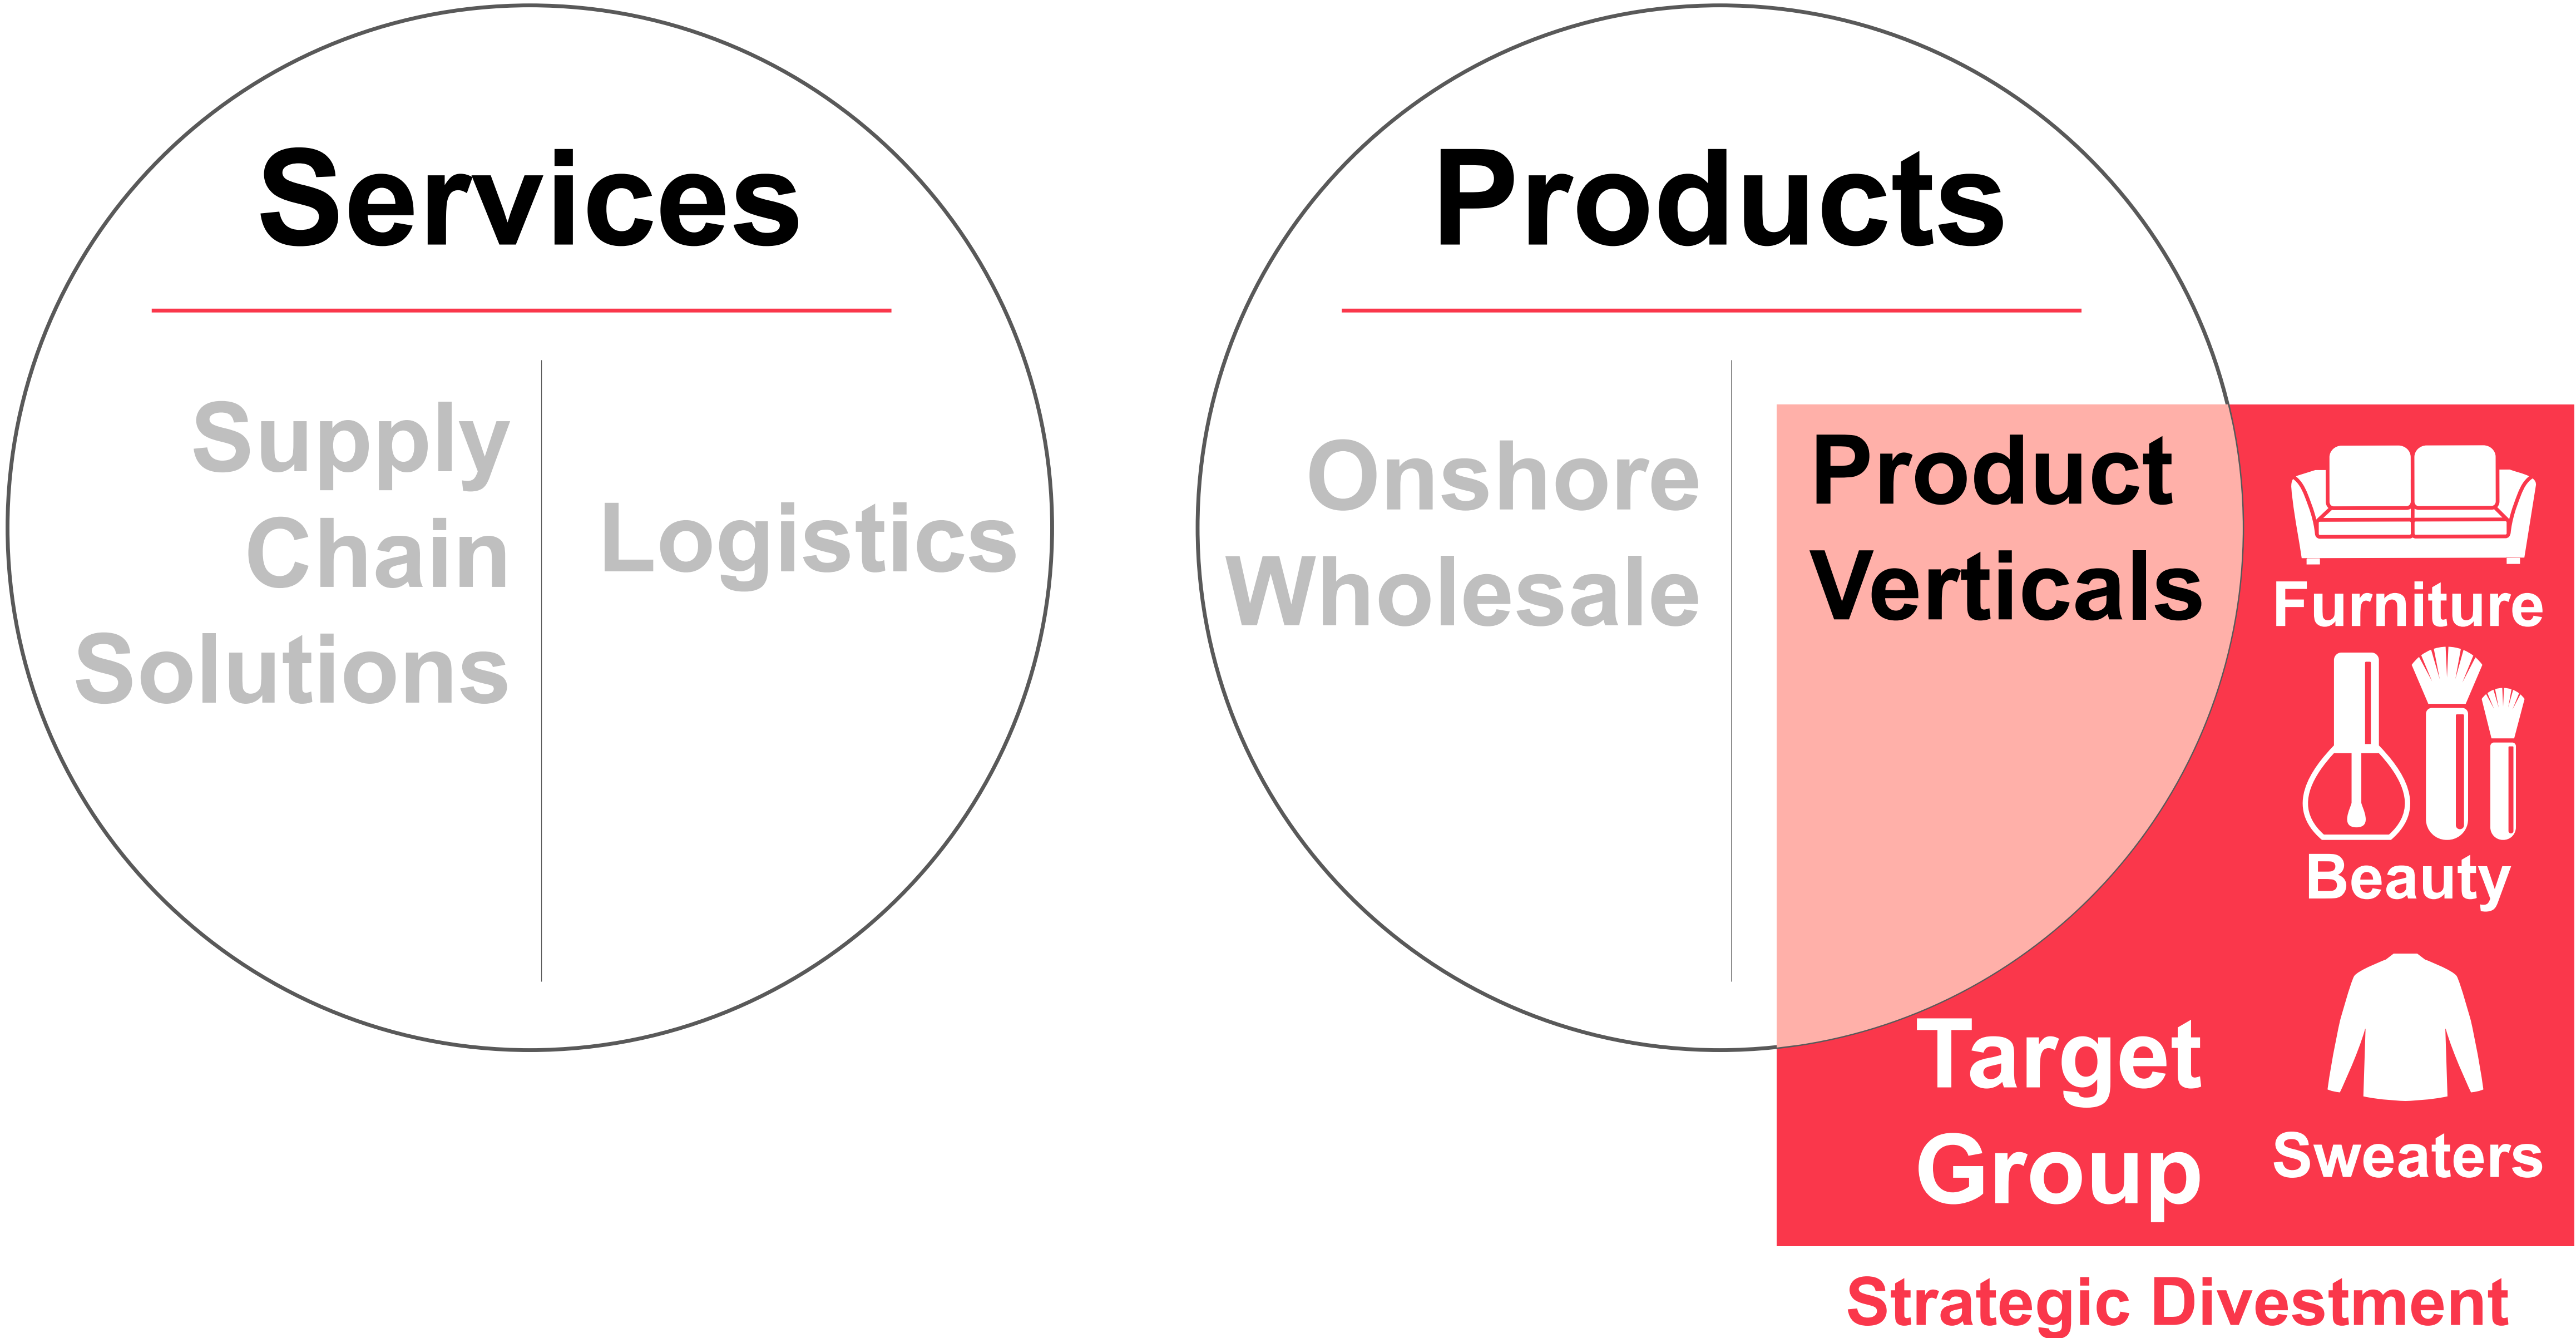 Services
Supply
Chain
Solutions
Logistics
Products
Onshore
Wholesale
Product
Verticals
Furniture
Beauty
Sweaters
Target
Group
Strategic Divestment